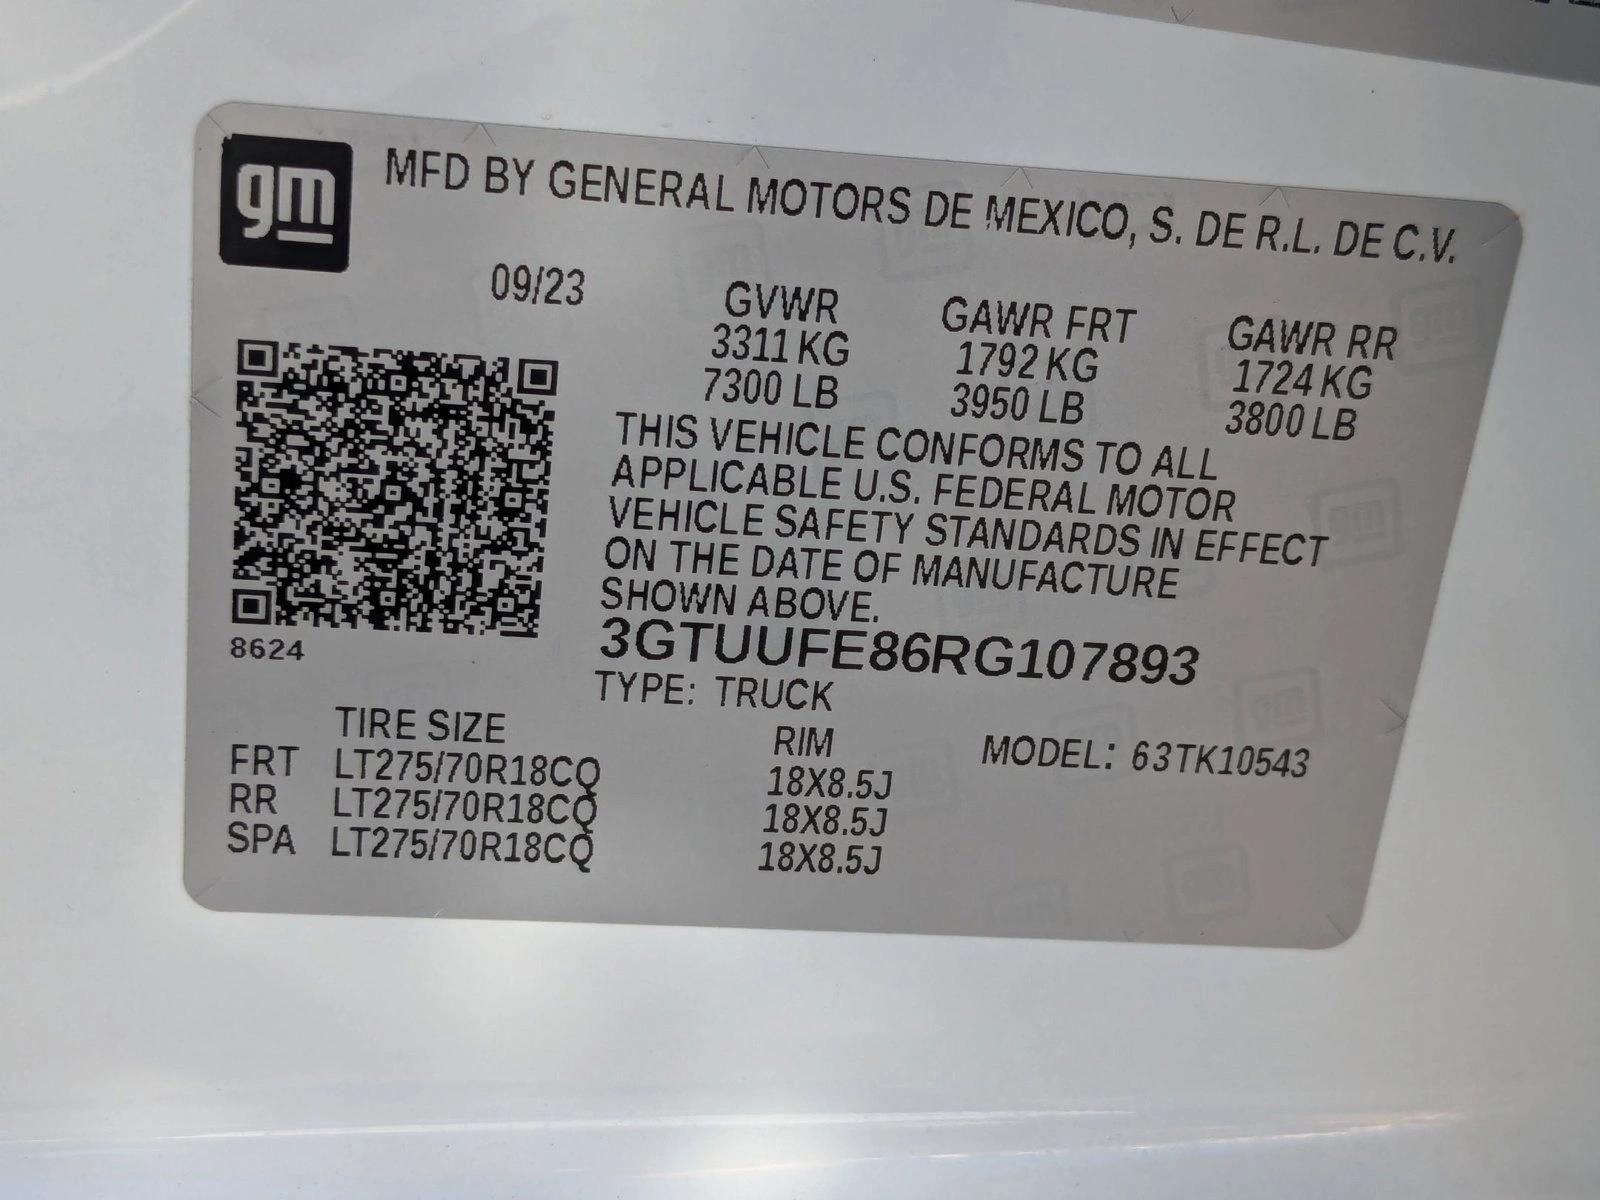 gm
MFD BY GENERAL MOTORS DE MEXICO, S. DE R.L. DE C.V.
09/23
GVWR GAWR FRT GAWR RR
3311 KG 1792 KG 1724 KG
7300 LB 3950 LB 3800 LB
THIS VEHICLE CONFORMS TO ALL
APPLICABLE U.S. FEDERAL MOTOR
VEHICLE SAFETY STANDARDS IN EFFECT
ON THE DATE OF MANUFACTURE
SHOWN ABOVE.
8624
3GTUUFE86RG107893
TYPE: TRUCK
TIRE SIZE RIM MODEL: 63TK10543
FRT LT275/70R18CQ 18X8.5J
RR LT275/70R18CQ 18X8.5J
SPA LT275/70R18CQ 18X8.5J